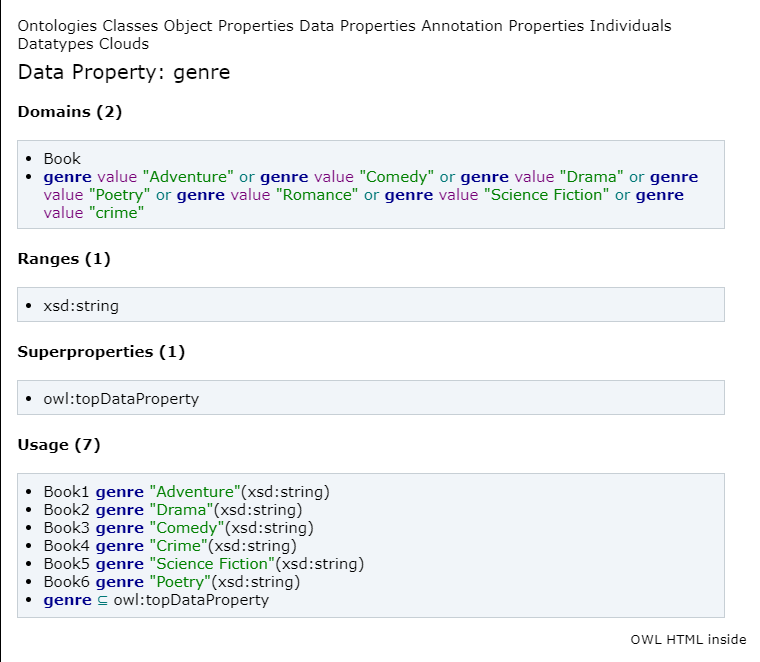 Ontologies Classes Object Properties Data Properties Annotation Properties Individuals
Datatypes Clouds
Data Property: genre
Domains (2)
• Book
• genre value "Adventure" or genre value "Comedy" or genre value "Drama" or genre
value "Poetry" or genre value "Romance" or genre value "Science Fiction" or genre
value "crime"
Ranges (1)
• xsd:string
Superproperties (1)
• owl:topDataProperty
Usage (7)
• Book1 genre "Adventure"(xsd:string)
• Book2 genre "Drama"(xsd:string)
• Book3 genre "Comedy"(xsd:string)
• Book4 genre "Crime"(xsd:string)
• Book5 genre "Science Fiction"(xsd:string)
• Book6 genre "Poetry"(xsd:string)
• genre ⊆ owl:topDataProperty
OWL HTML inside